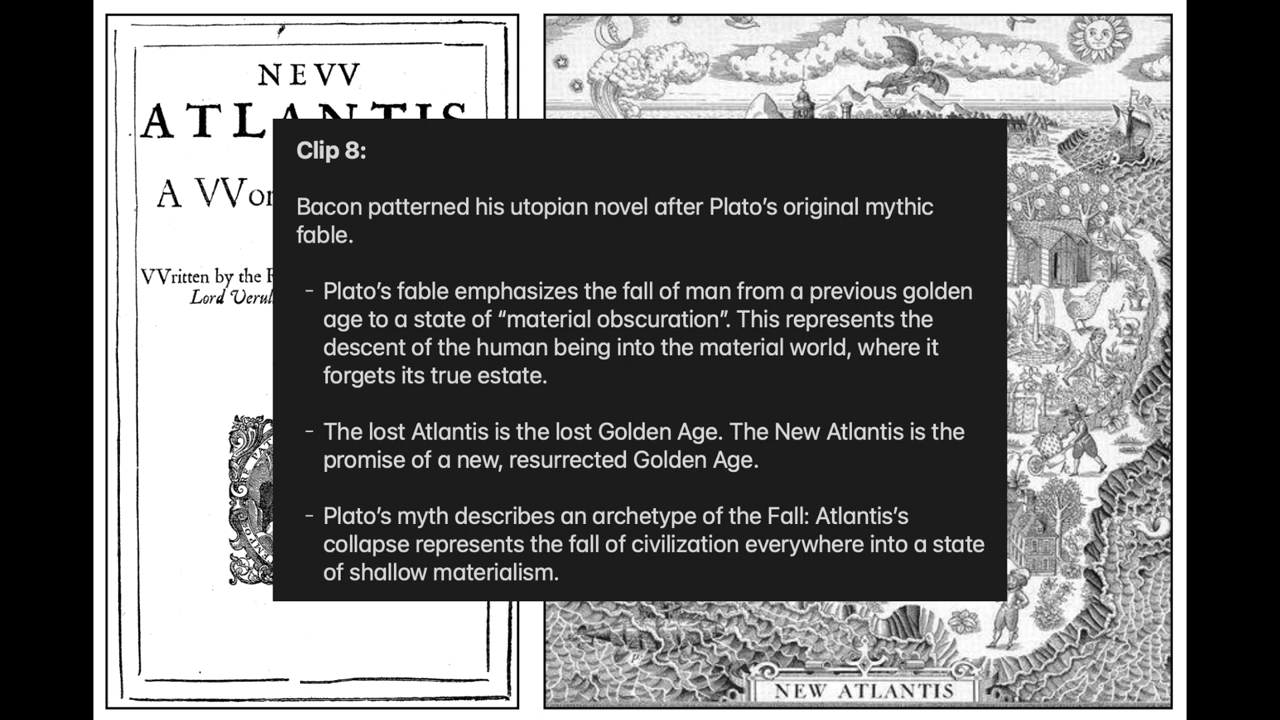 NEVV
ATLANTIS
A VVor
VVritten by the R
Lord Verul
Clip 8:
Bacon patterned his utopian novel after Plato’s original mythic
fable.
- Plato’s fable emphasizes the fall of man from a previous golden
age to a state of “material obscuration”. This represents the
descent of the human being into the material world, where it
forgets its true estate.
- The lost Atlantis is the lost Golden Age. The New Atlantis is the
promise of a new, resurrected Golden Age.
- Plato’s myth describes an archetype of the Fall: Atlantis’s
collapse represents the fall of civilization everywhere into a state
of shallow materialism.
NEW ATLANTIS